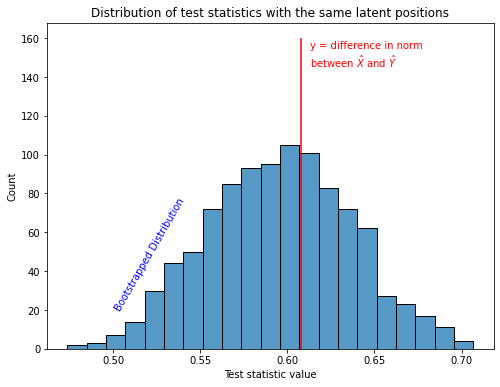 Distribution of test statistics with the same latent positions
160
140
120
100
80
60
40
20
0
Count
y = difference in norm
between X̂ and Ŷ
Bootstrapped Distribution
0.50 0.55 0.60 0.65 0.70
Test statistic value